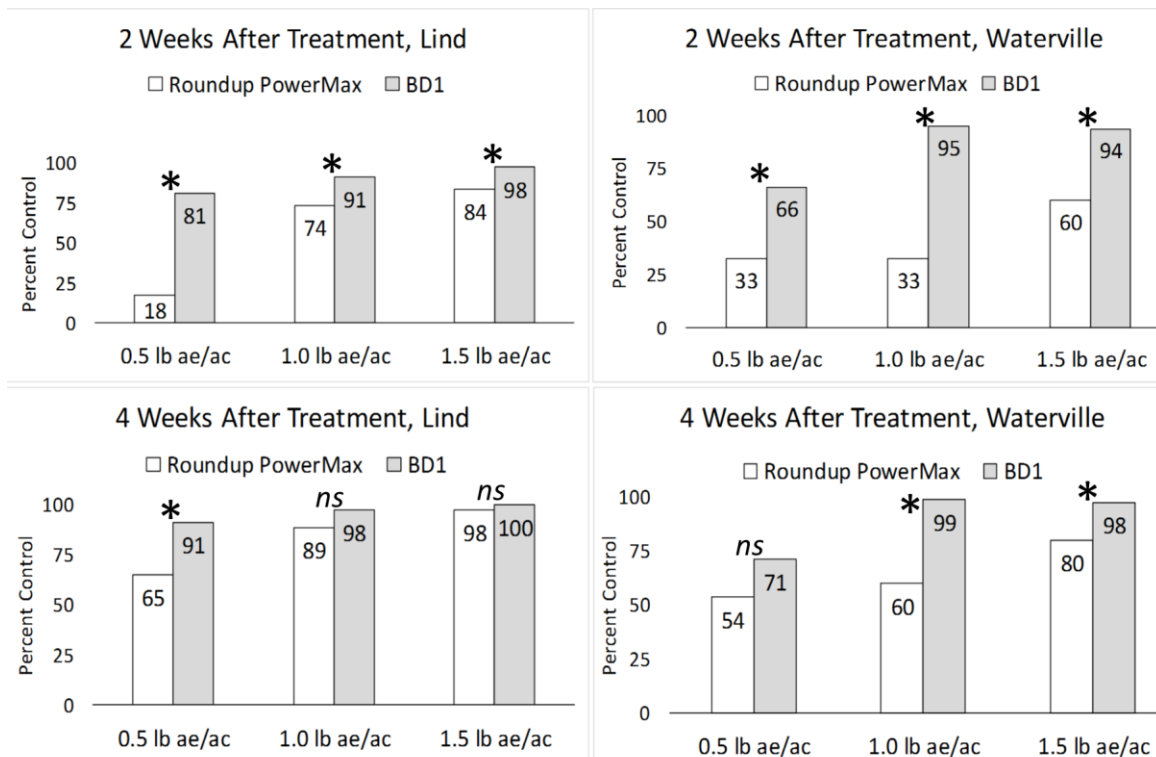 2 Weeks After Treatment, Lind
Roundup PowerMax BD1
Percent Control
100
75
50
25
0
* * *
18 81 74 91 84 98
0.5 lb ae/ac 1.0 lb ae/ac 1.5 lb ae/ac
2 Weeks After Treatment, Waterville
Roundup PowerMax BD1
Percent Control
100
75
50
25
0
* * *
33 66 33 95 60 94
0.5 lb ae/ac 1.0 lb ae/ac 1.5 lb ae/ac
4 Weeks After Treatment, Lind
Roundup PowerMax BD1
Percent Control
100
75
50
25
0
* ns ns
65 91 89 98 98 100
0.5 lb ae/ac 1.0 lb ae/ac 1.5 lb ae/ac
4 Weeks After Treatment, Waterville
Roundup PowerMax BD1
Percent Control
100
75
50
25
0
ns * *
54 71 60 99 80 98
0.5 lb ae/ac 1.0 lb ae/ac 1.5 lb ae/ac